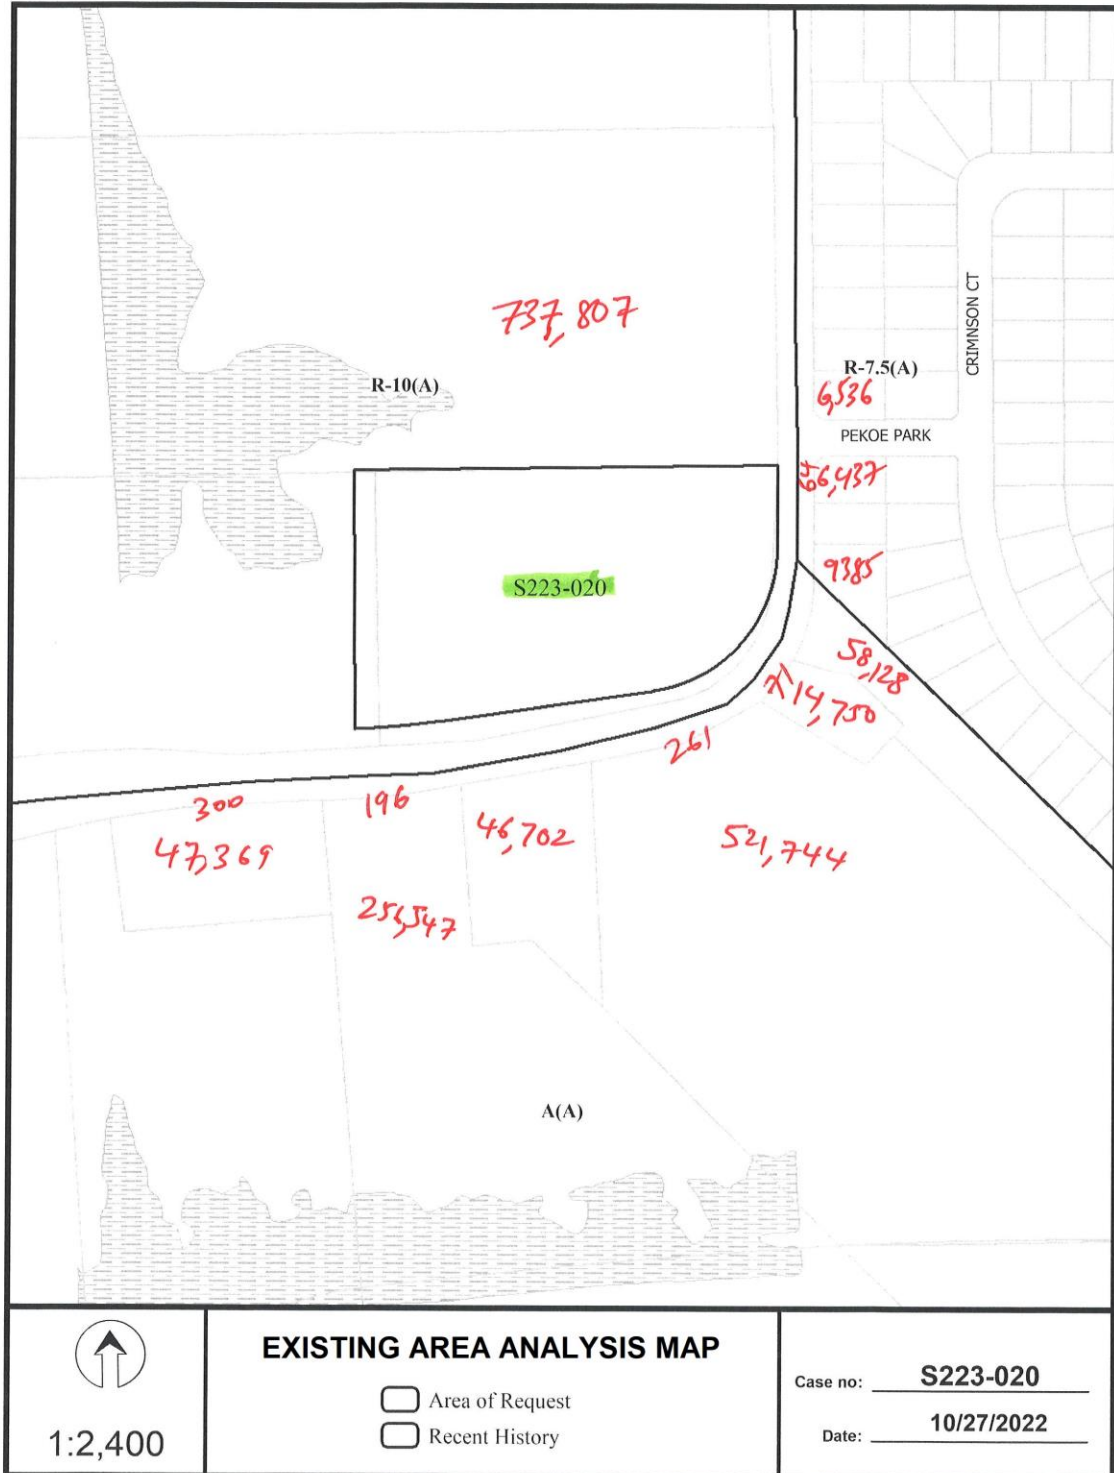 737,807
R-10(A)
R-7.5(A)
6,536
CRIMNSON CT
PEKOE PARK
66,437
S223-020
9385
58,128
71
14,750
261
300
196
47,369
46,702
521,744
A(A)
1:2,400
EXISTING AREA ANALYSIS MAP
Area of Request
Recent History
Case no: S223-020
Date: 10/27/2022